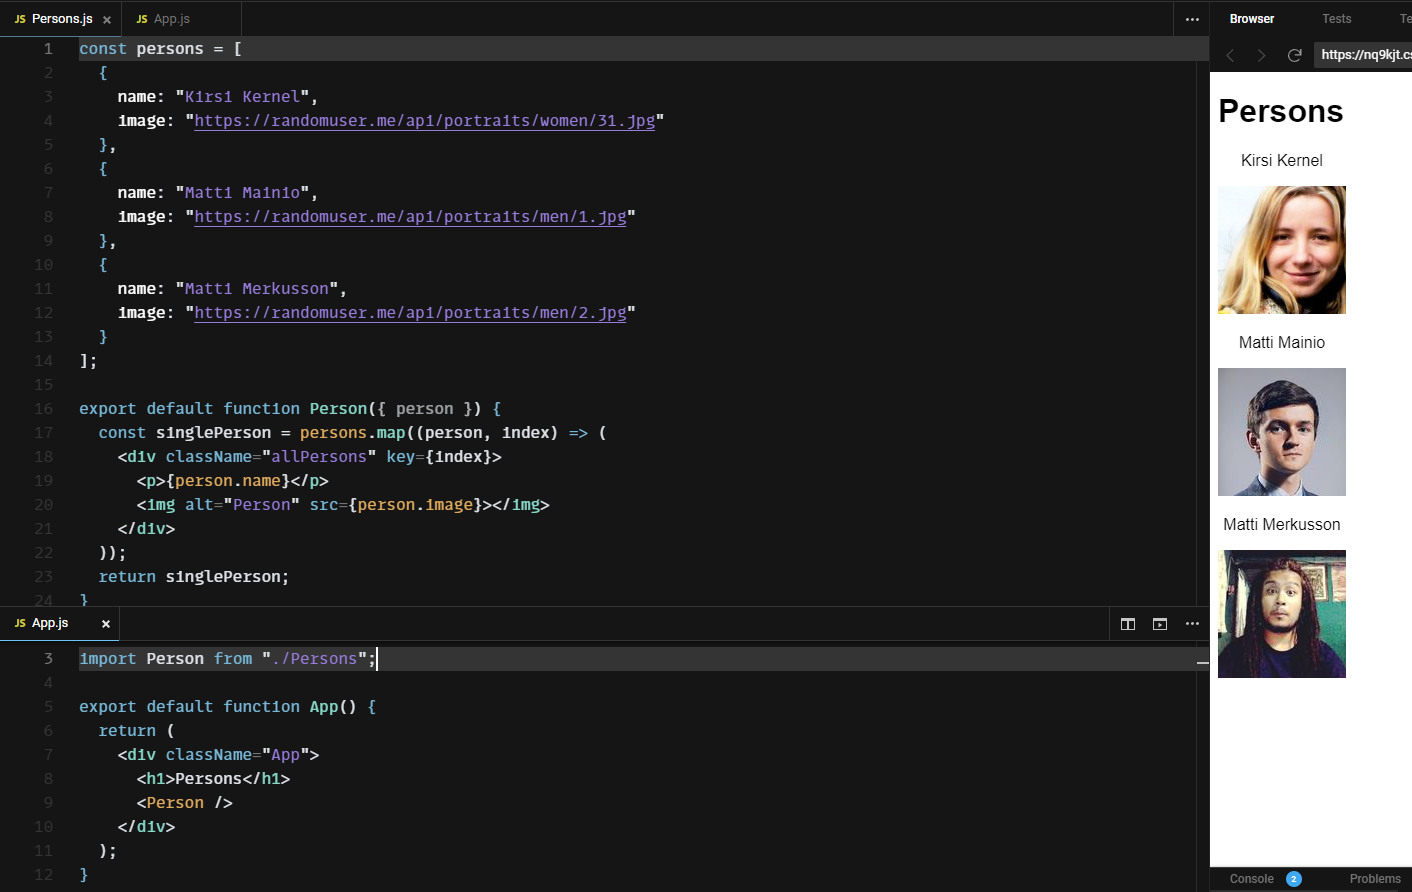 JS Persons.js ×
JS App.js
1 const persons = [
2 {
3 name: "Kirsi Kernel",
4 image: "https://randomuser.me/api/portraits/women/31.jpg"
5 },
6 {
7 name: "Matti Mainio",
8 image: "https://randomuser.me/api/portraits/men/1.jpg"
9 },
10 {
11 name: "Matti Merkusson",
12 image: "https://randomuser.me/api/portraits/men/2.jpg"
13 }
14 ];
15
16 export default function Person({ person }) {
17 const singlePerson = persons.map((person, index) => (
18 <div className="allPersons" key={index}>
19 <p>{person.name}</p>
20 <img alt="Person" src={person.image}></img>
21 </div>
22 ));
23 return singlePerson;
24 }
JS App.js ×
3 import Person from "./Persons";
4
5 export default function App() {
6 return (
7 <div className="App">
8 <h1>Persons</h1>
9 <Person />
10 </div>
11 );
12 }
Browser
Tests
Te
https://nq9kjt.cs
Persons
Kirsi Kernel
Matti Mainio
Matti Merkusson
Console 2
Problems